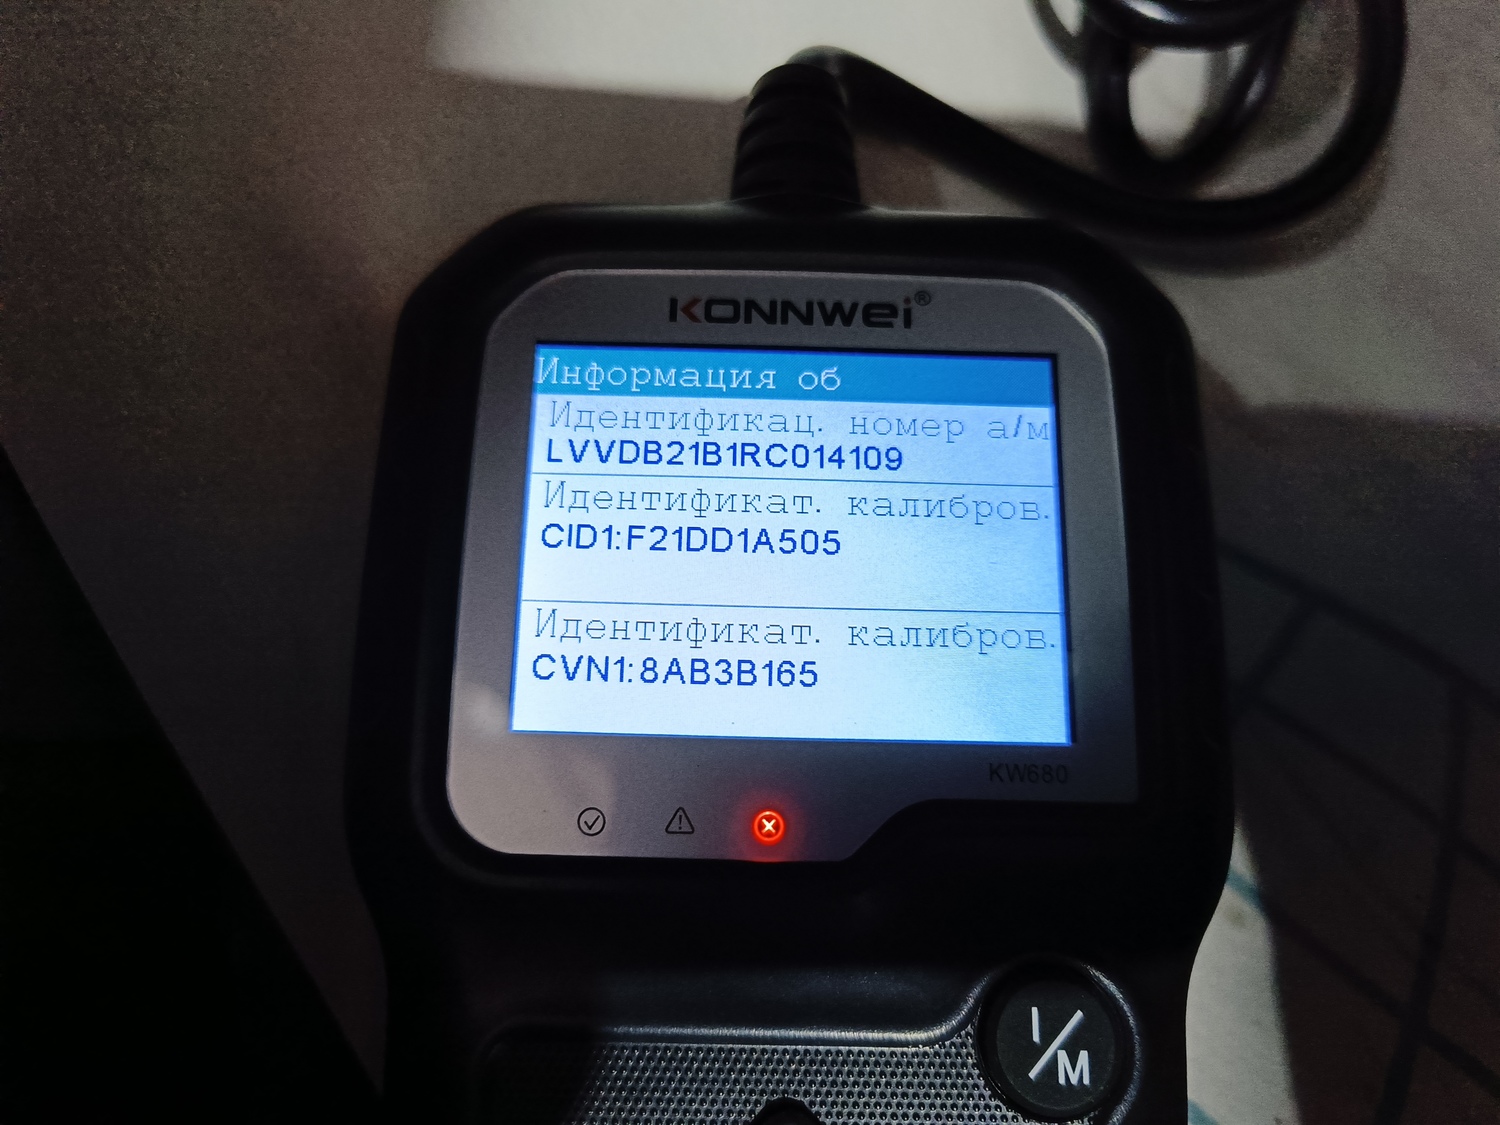 KONNWEI®
Информация об
Идентификац. номер а/м
LVVDB21B1RC014109
Идентификат. калибров.
CID1:F21DD1A505
Идентификат. калибров.
CVN1:8AB3B165
KW680
I/M